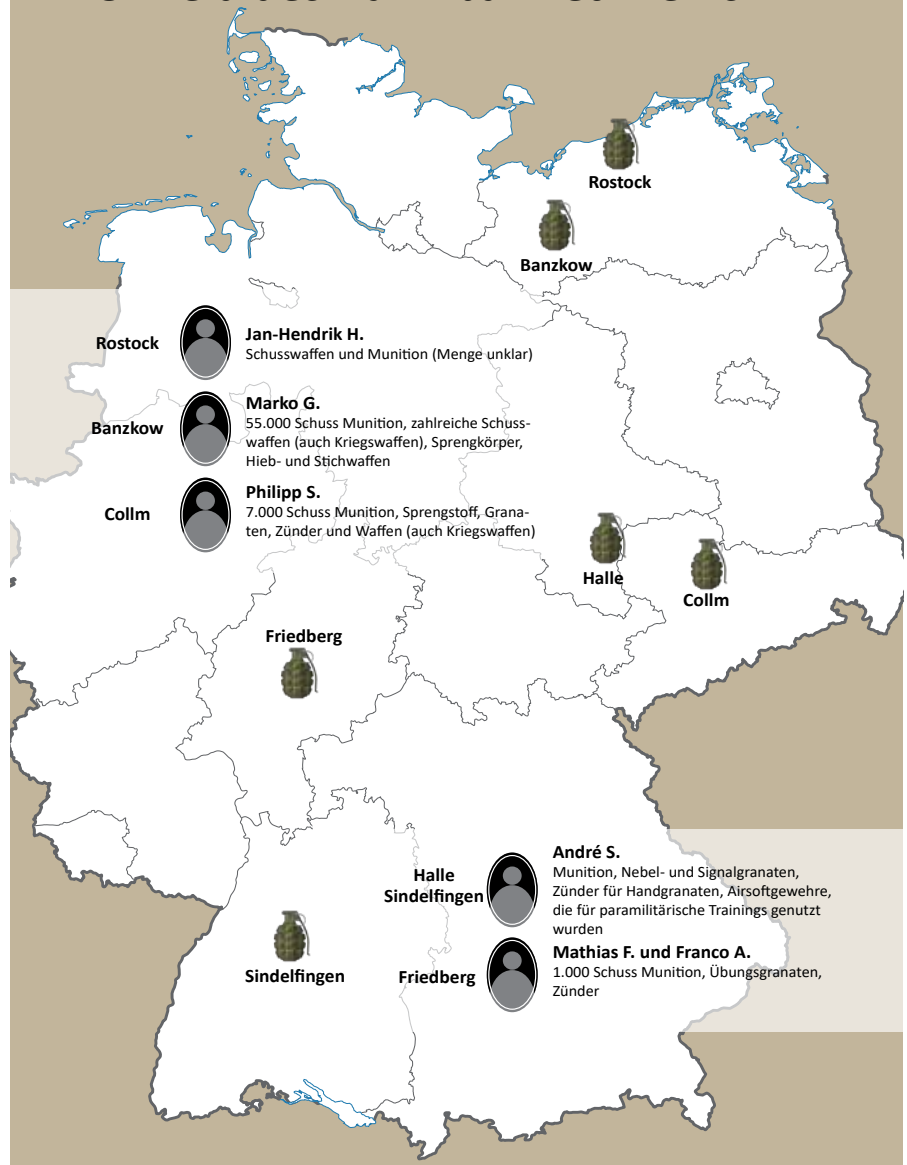 Rostock
Banzkow
Rostock
Jan-Hendrik H.
Schusswaffen und Munition (Menge unklar)
Banzkow
Marko G.
55.000 Schuss Munition, zahlreiche Schuss-
waffen (auch Kriegswaffen), Sprengkörper,
Hieb- und Stichwaffen
Collm
Philipp S.
7.000 Schuss Munition, Sprengstoff, Grana-
ten, Zünder und Waffen (auch Kriegswaffen)
Halle
Collm
Friedberg
Halle
Sindelfingen
André S.
Munition, Nebel- und Signalgranaten,
Zünder für Handgranaten, Airsoftgewehre,
die für paramilitärische Trainings genutzt
wurden
Sindelfingen
Friedberg
Mathias F. und Franco A.
1.000 Schuss Munition, Übungsgranaten,
Zünder